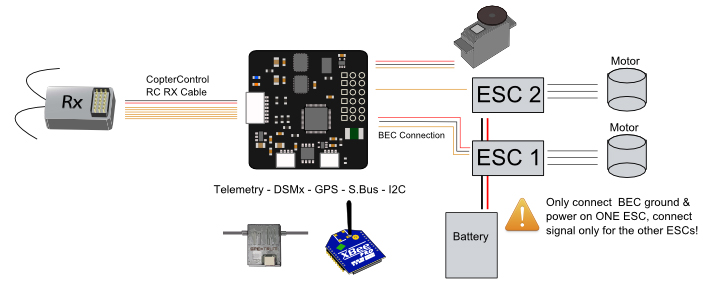 CopterControl
RC RX Cable
Rx
ESC 2
Motor
BEC Connection
ESC 1
Motor
Telemetry - DSMx - GPS - S.Bus - I2C
Only connect BEC ground &
power on ONE ESC, connect
signal only for the other ESCs!
Battery
XBee
PRO